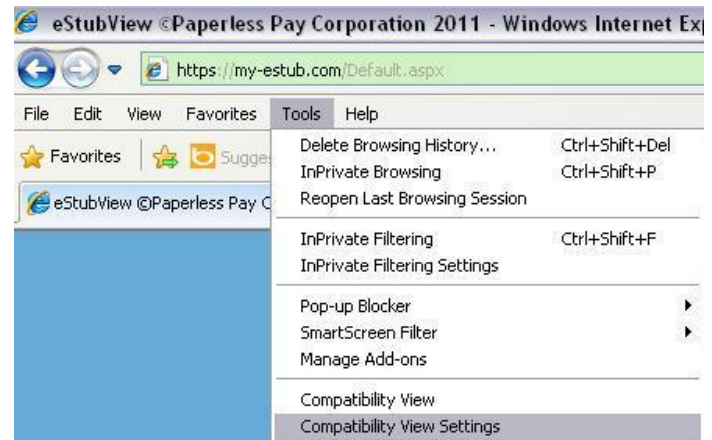 eStubView ©Paperless Pay Corporation 2011 - Windows Internet
https://my-estub.com/Default.aspx
File Edit View Favorites Tools Help
Favorites
eStubView ©Paperless Pay
Delete Browsing History... Ctrl+Shift+Del
InPrivate Browsing Ctrl+Shift+P
Reopen Last Browsing Session
InPrivate Filtering Ctrl+Shift+F
InPrivate Filtering Settings
Pop-up Blocker
SmartScreen Filter
Manage Add-ons
Compatibility View
Compatibility View Settings